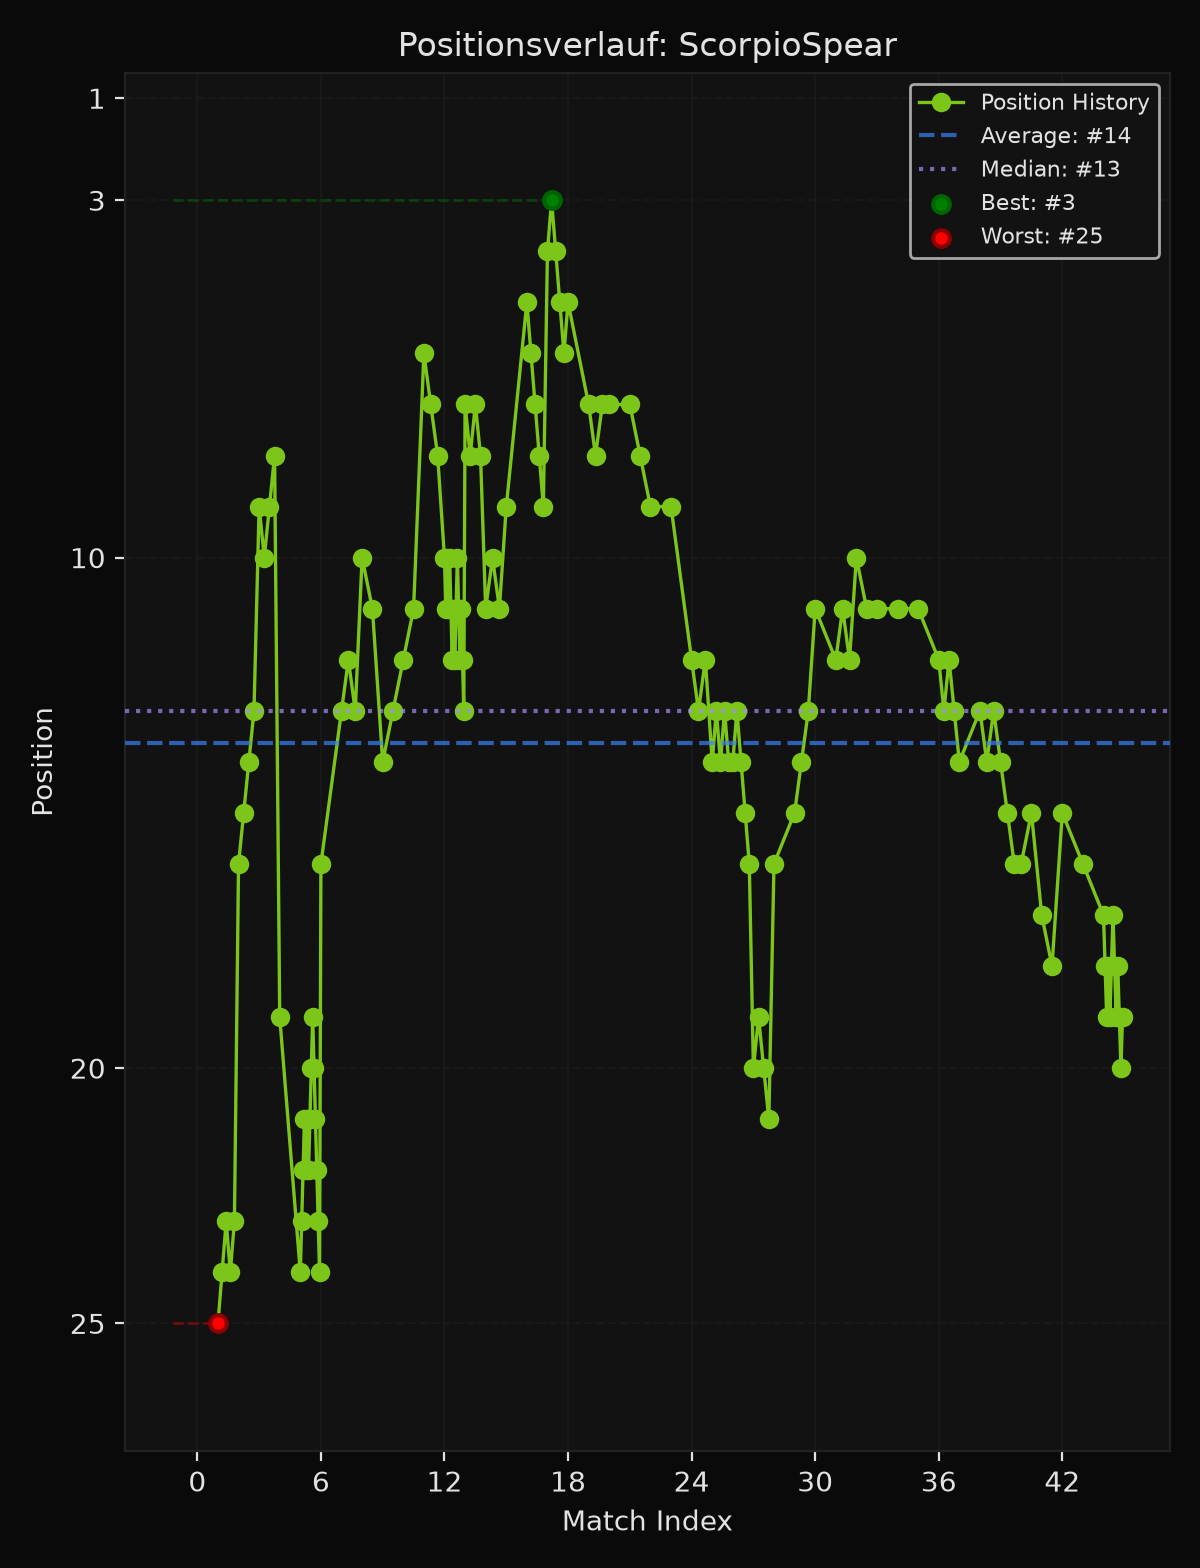 Positionsverlauf: ScorpioSpear
Position History
Average: #14
Median: #13
Best: #3
Worst: #25
1
3
10
20
25
Position
0 6 12 18 24 30 36 42
Match Index